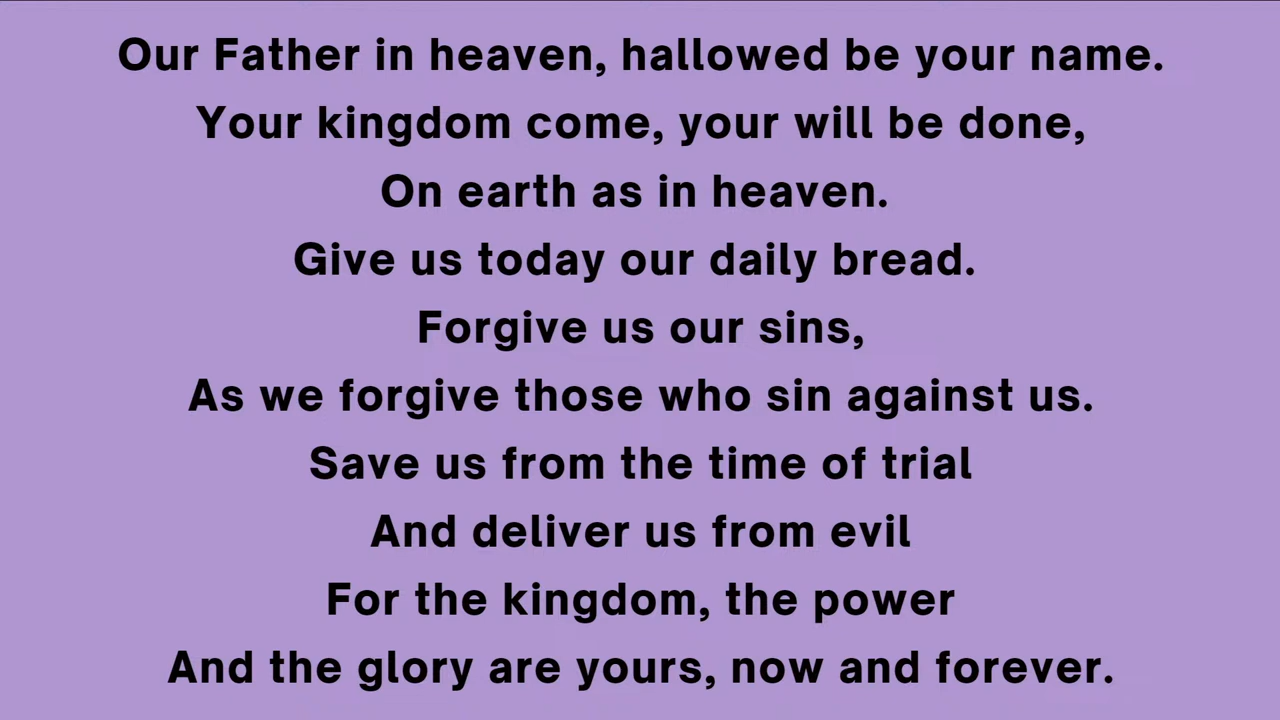 Our Father in heaven, hallowed be your name.
Your kingdom come, your will be done,
On earth as in heaven.
Give us today our daily bread.
Forgive us our sins,
As we forgive those who sin against us.
Save us from the time of trial
And deliver us from evil
For the kingdom, the power
And the glory are yours, now and forever.